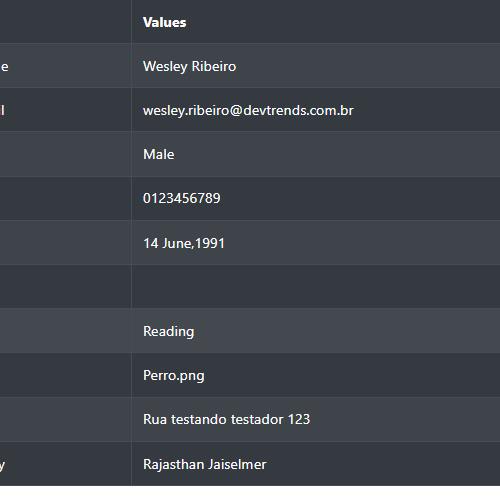 Values
e Wesley Ribeiro
l wesley.ribeiro@devtrends.com.br
Male
0123456789
14 June,1991
Reading
Perro.png
Rua testando testador 123
y Rajasthan Jaiselmer